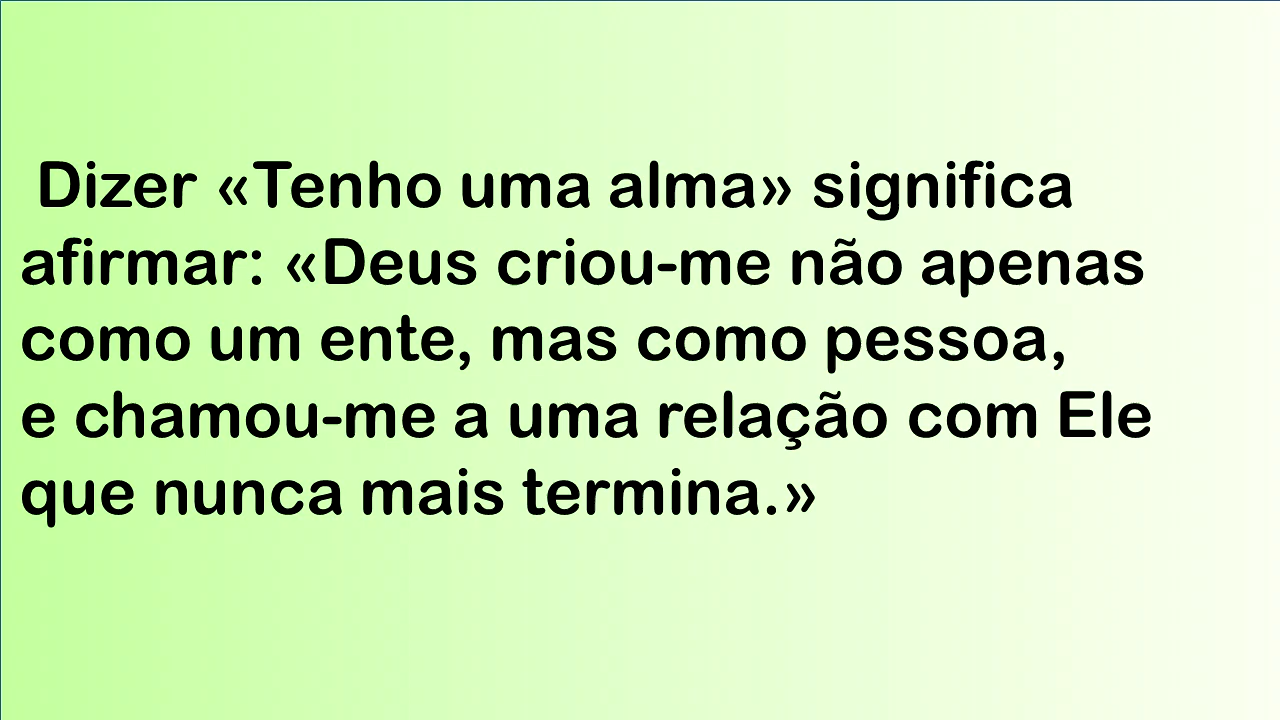 Dizer «Tenho uma alma» significa
afirmar: «Deus criou-me não apenas
como um ente, mas como pessoa,
e chamou-me a uma relação com Ele
que nunca mais termina.»